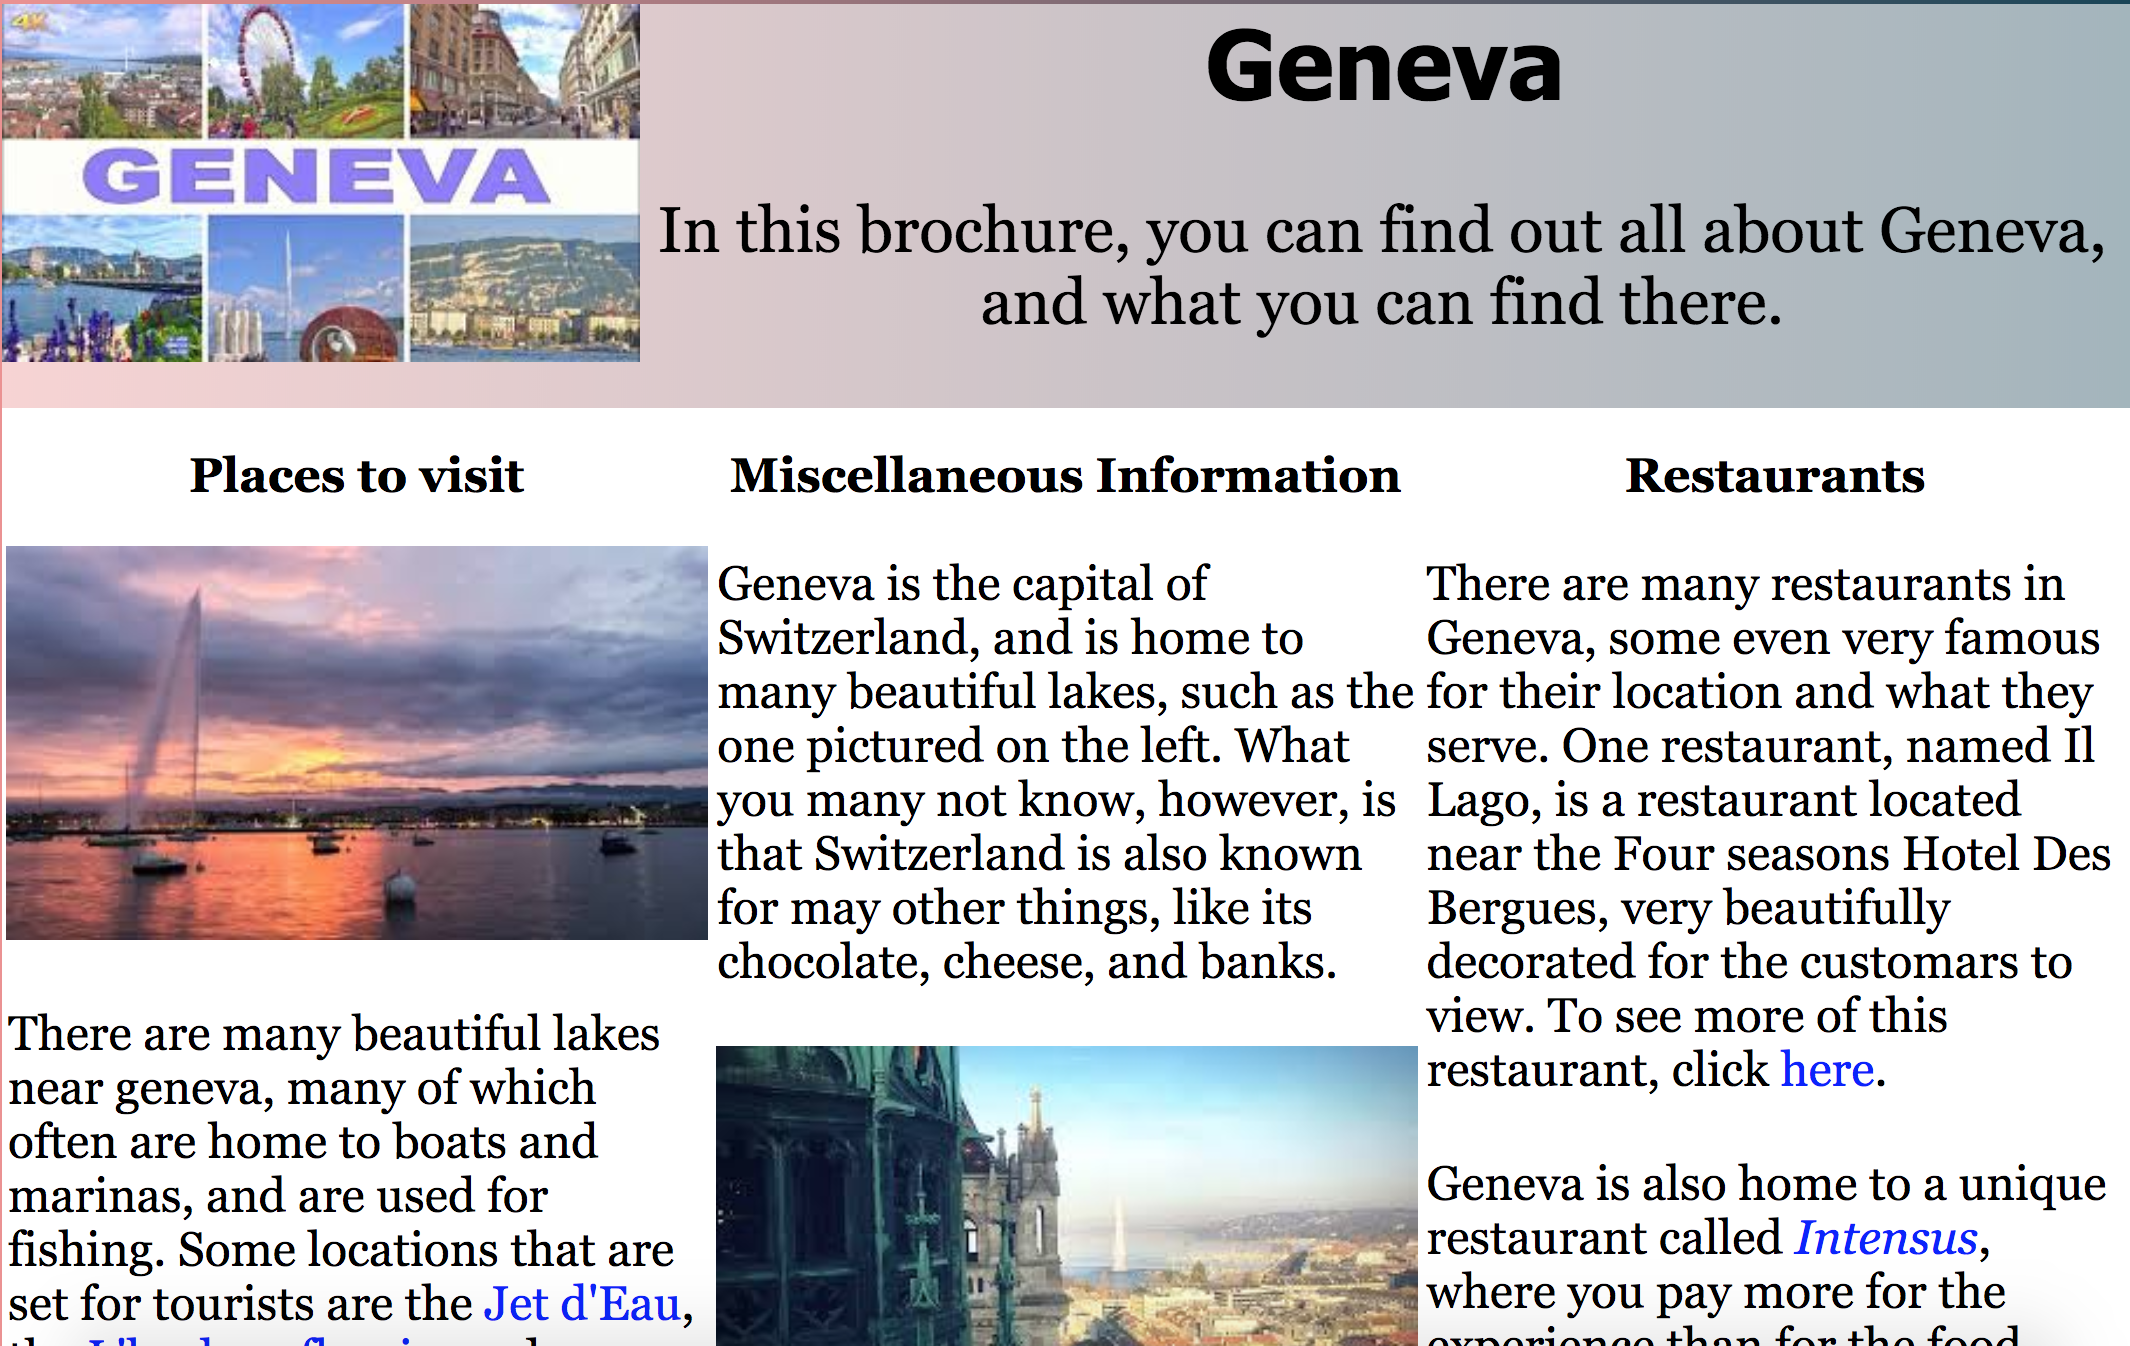 4K
GENEVA
Geneva
In this brochure, you can find out all about Geneva,
and what you can find there.
Places to visit
There are many beautiful lakes
near geneva, many of which
often are home to boats and
marinas, and are used for
fishing. Some locations that are
set for tourists are the Jet d'Eau,
Miscellaneous Information
Geneva is the capital of
Switzerland, and is home to
many beautiful lakes, such as the
one pictured on the left. What
you many not know, however, is
that Switzerland is also known
for may other things, like its
chocolate, cheese, and banks.
Restaurants
There are many restaurants in
Geneva, some even very famous
for their location and what they
serve. One restaurant, named Il
Lago, is a restaurant located
near the Four seasons Hotel Des
Bergues, very beautifully
decorated for the customars to
view. To see more of this
restaurant, click here.
Geneva is also home to a unique
restaurant called Intensus,
where you pay more for the
experience than for the food